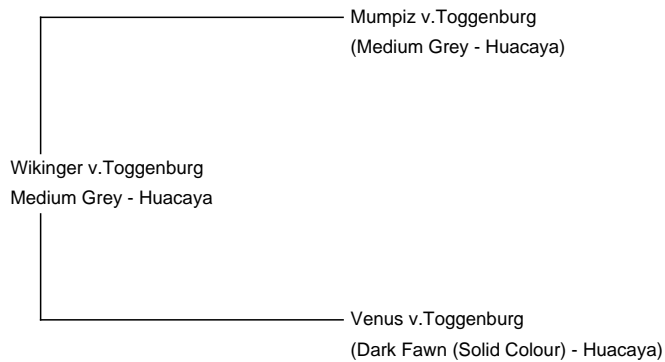 Mumpiz v.Toggenburg
(Medium Grey - Huacaya)
Wikinger v.Toggenburg
Medium Grey - Huacaya
Venus v.Toggenburg
(Dark Fawn (Solid Colour) - Huacaya)